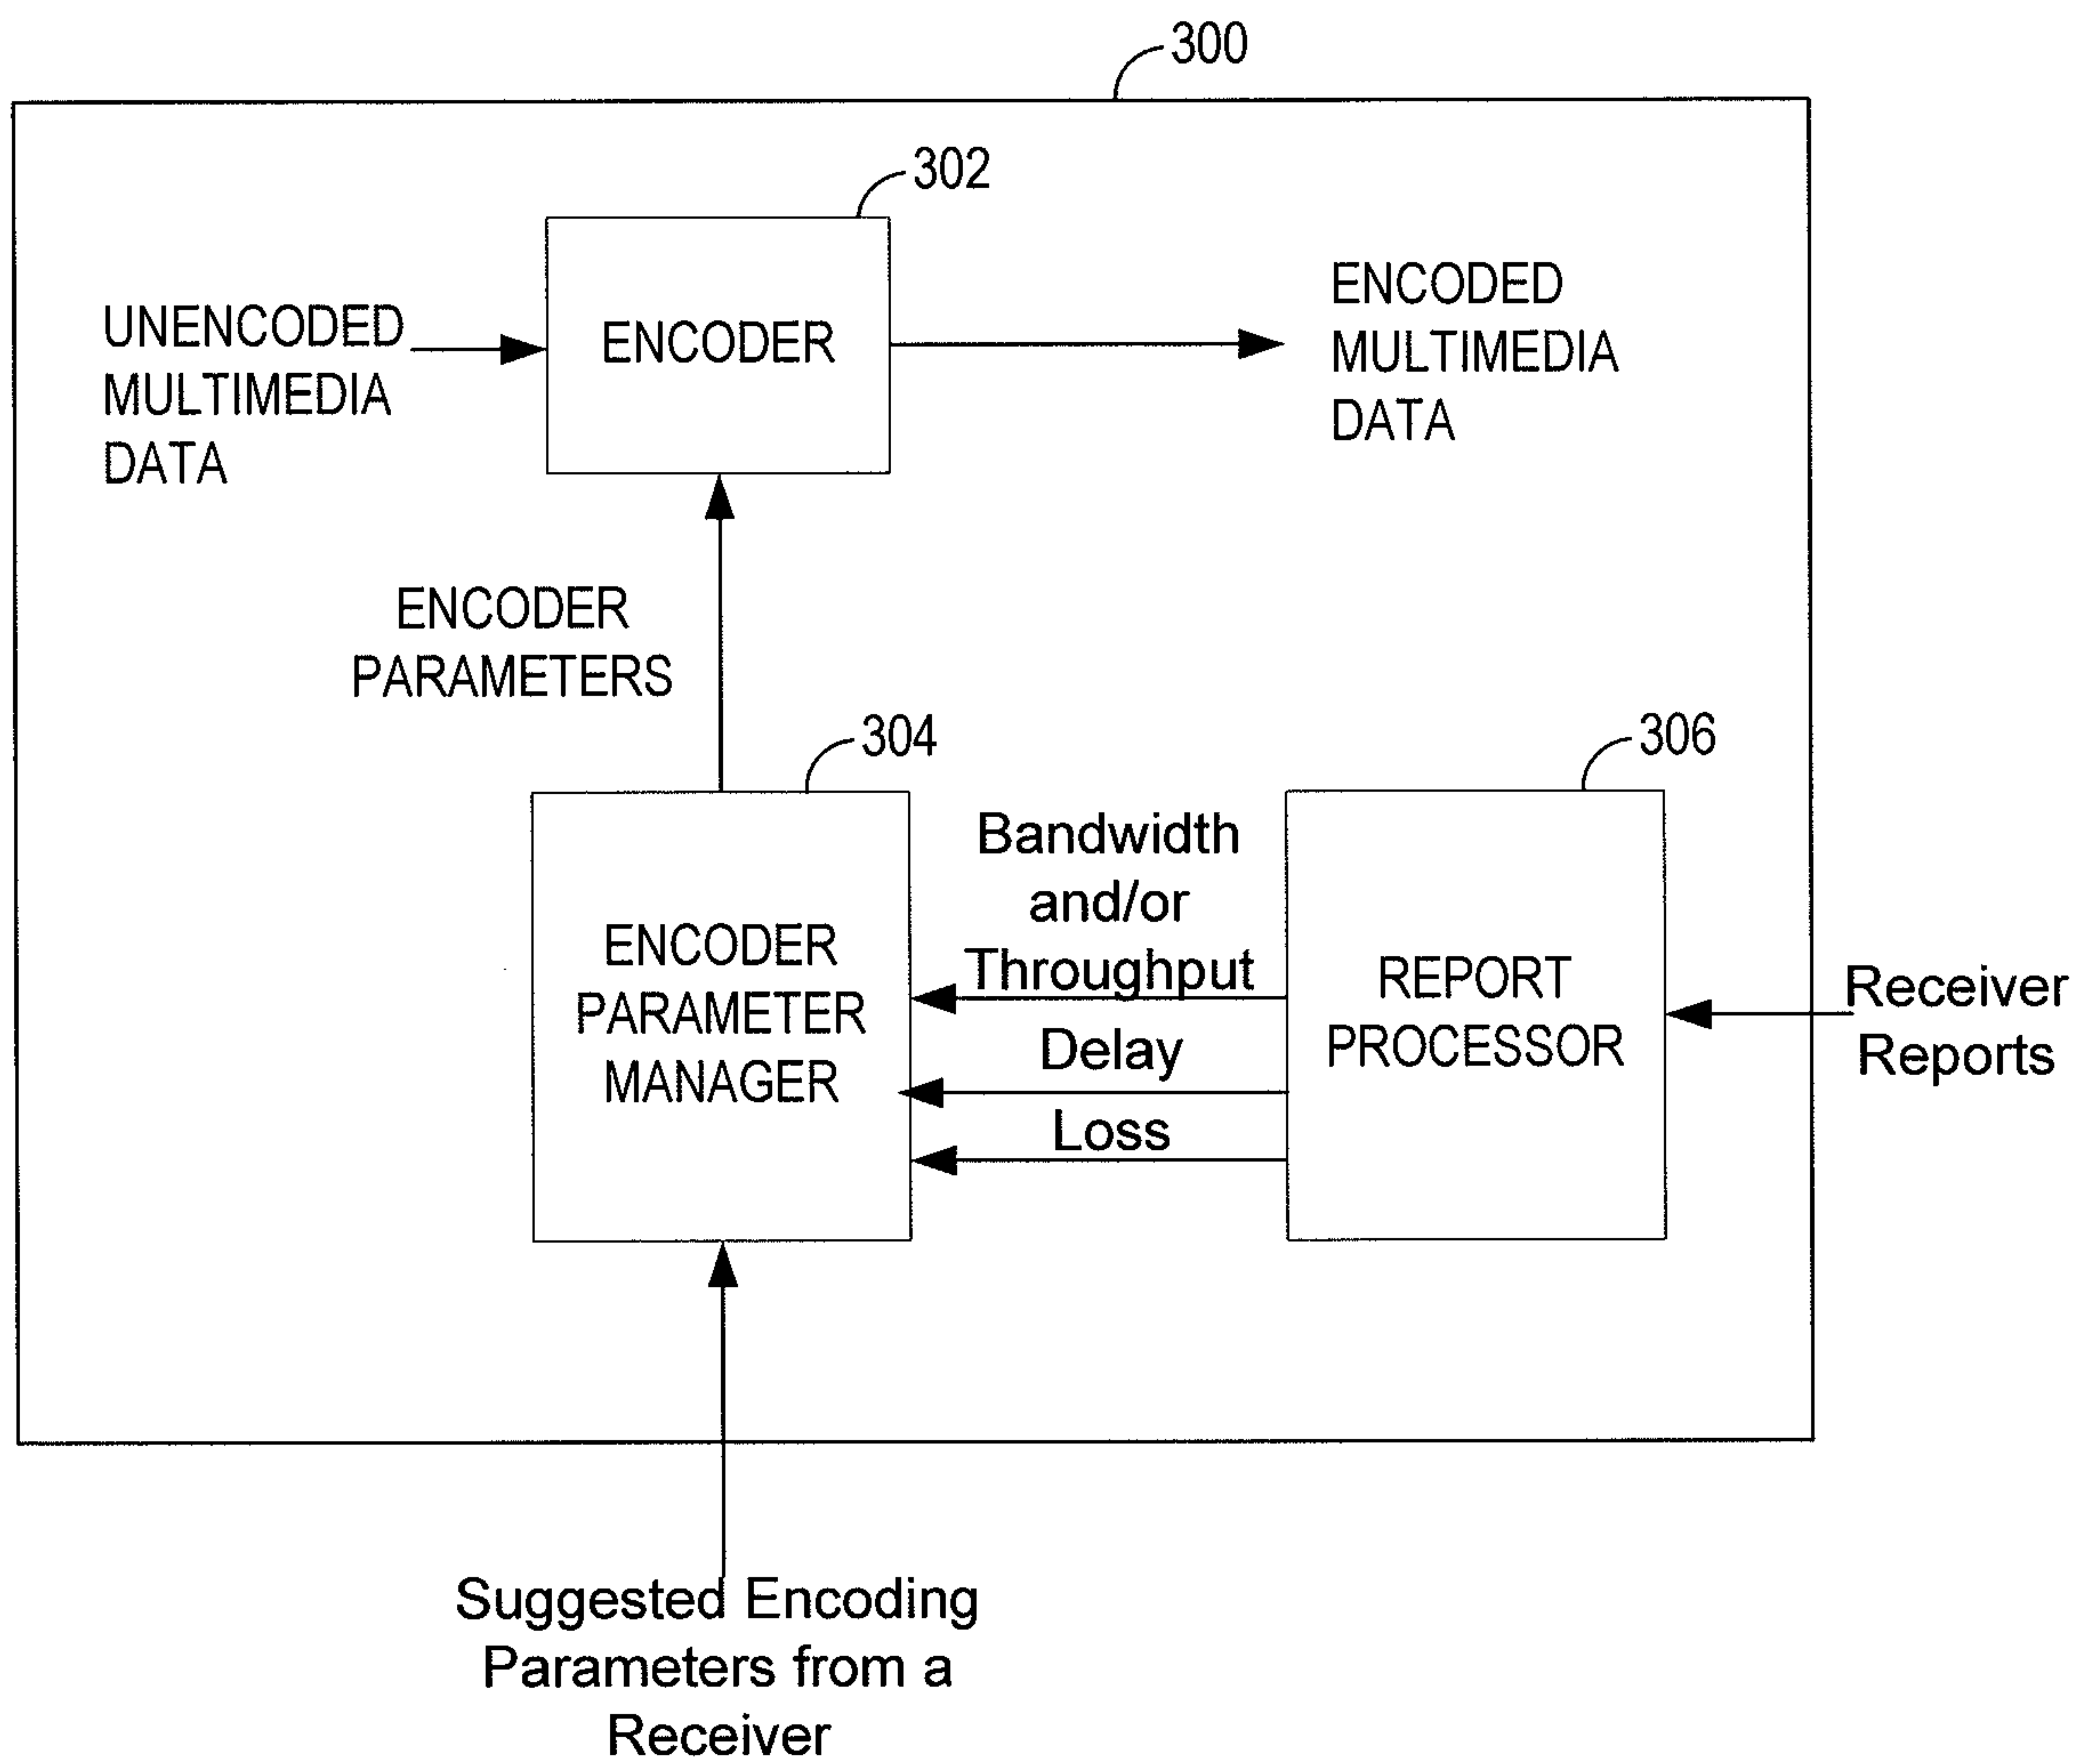 300
302
UNENCODED
MULTIMEDIA
DATA
ENCODER
ENCODED
MULTIMEDIA
DATA
ENCODER
PARAMETERS
304
306
ENCODER
PARAMETER
MANAGER
Bandwidth
and/or
Throughput
Delay
Loss
REPORT
PROCESSOR
Receiver
Reports
Suggested Encoding
Parameters from a
Receiver